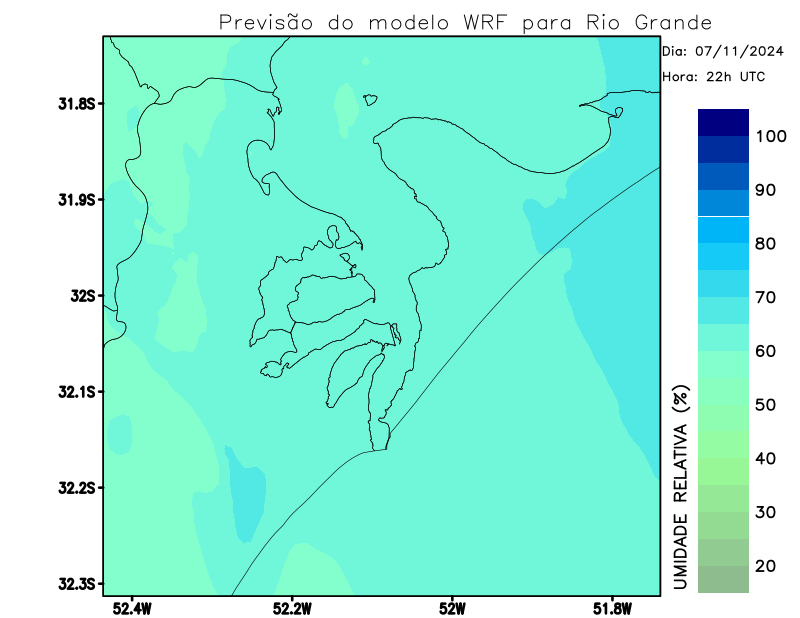 Previsão do modelo WRF para Rio Grande
Dia: 07/11/2024
Hora: 22h UTC
31.8S
31.9S
32S
32.1S
32.2S
32.3S
52.4W
52.2W
52W
51.8W
100
90
80
70
60
50
40
30
20
UMIDADE RELATIVA (%)